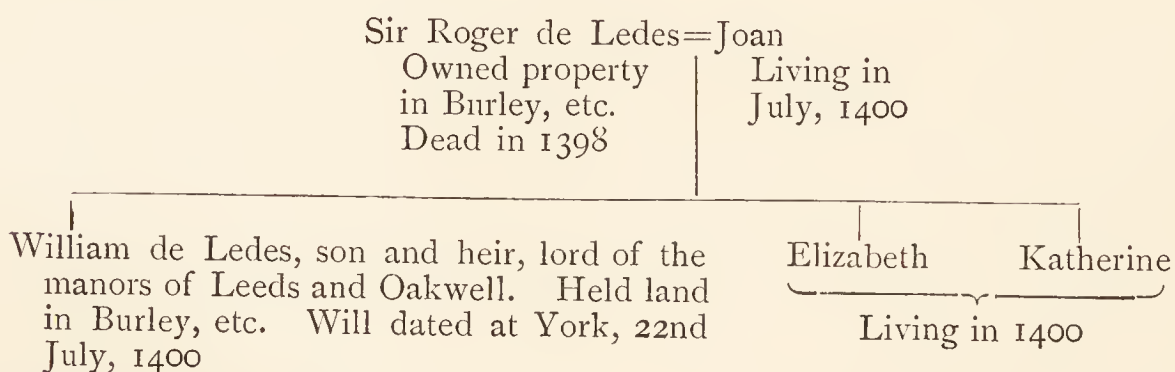 Sir Roger de Ledes=Joan
Owned property
in Burley, etc.
Dead in 1398
Living in
July, 1400
William de Ledes, son and heir, lord of the
manors of Leeds and Oakwell. Held land
in Burley, etc. Will dated at York, 22nd
July, 1400
Elizabeth Katherine
Living in 1400